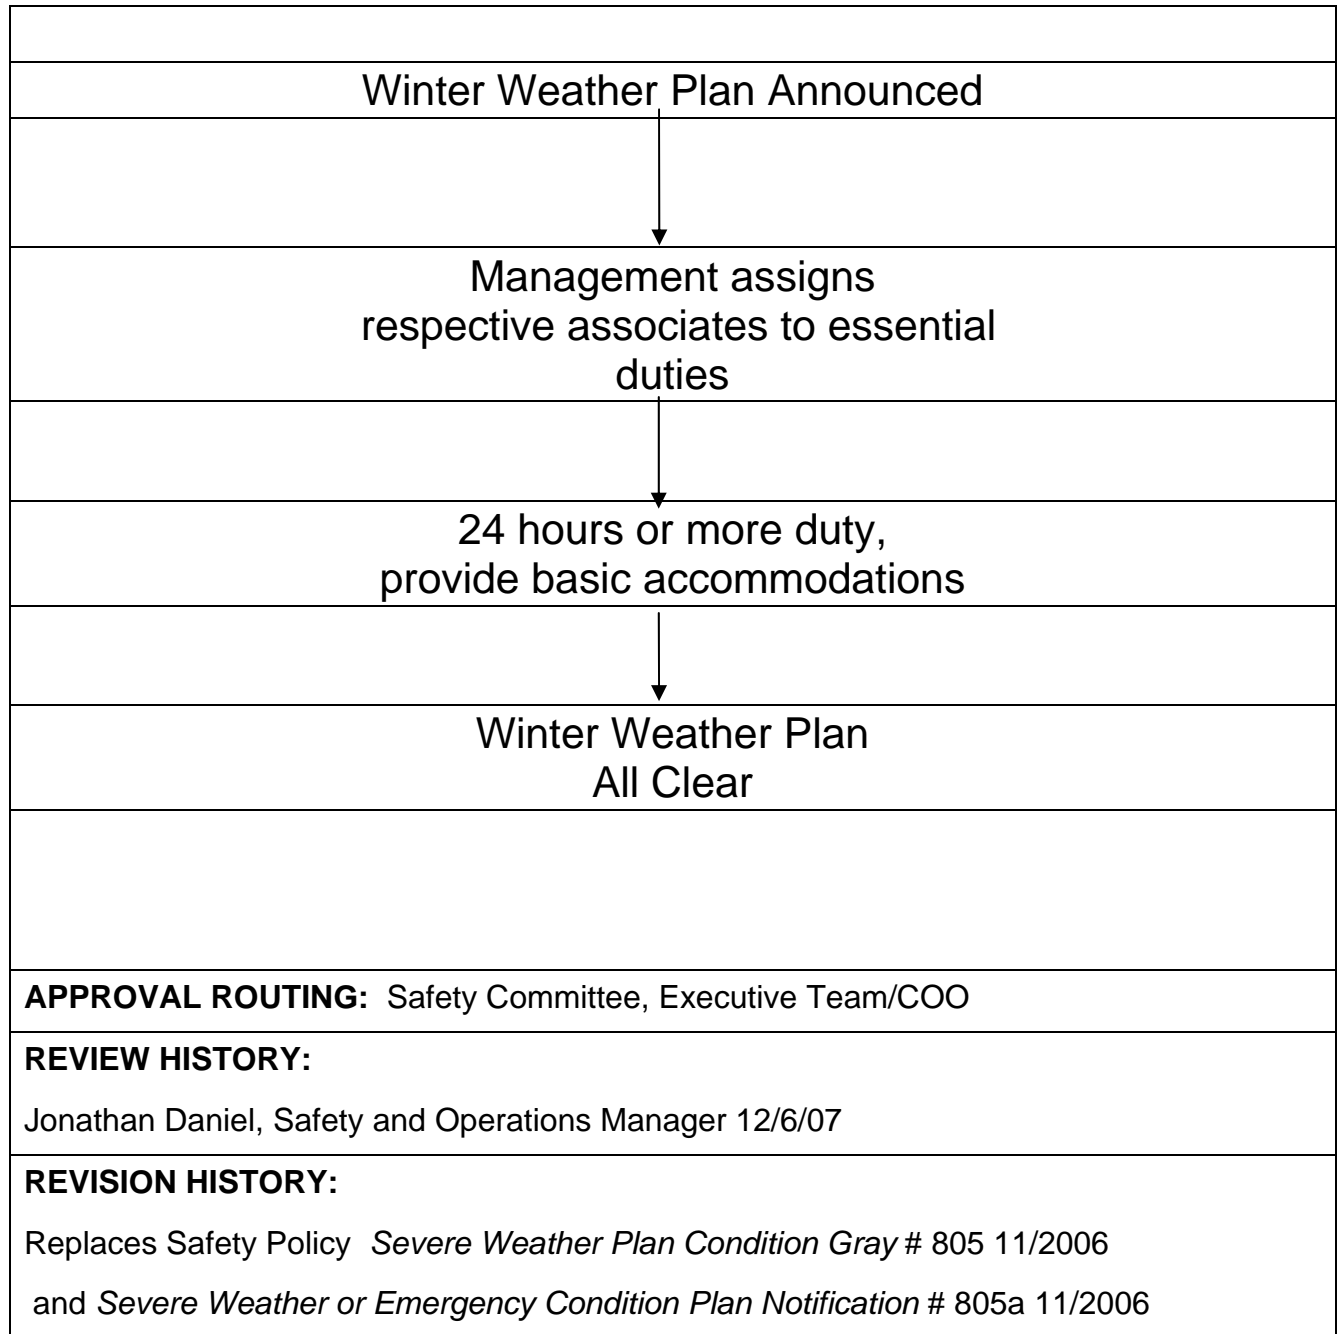 Winter Weather Plan Announced
Management assigns
respective associates to essential
duties
24 hours or more duty,
provide basic accommodations
Winter Weather Plan
All Clear
APPROVAL ROUTING: Safety Committee, Executive Team/COO
REVIEW HISTORY:
Jonathan Daniel, Safety and Operations Manager 12/6/07
REVISION HISTORY:
Replaces Safety Policy Severe Weather Plan Condition Gray # 805 11/2006
and Severe Weather or Emergency Condition Plan Notification # 805a 11/2006